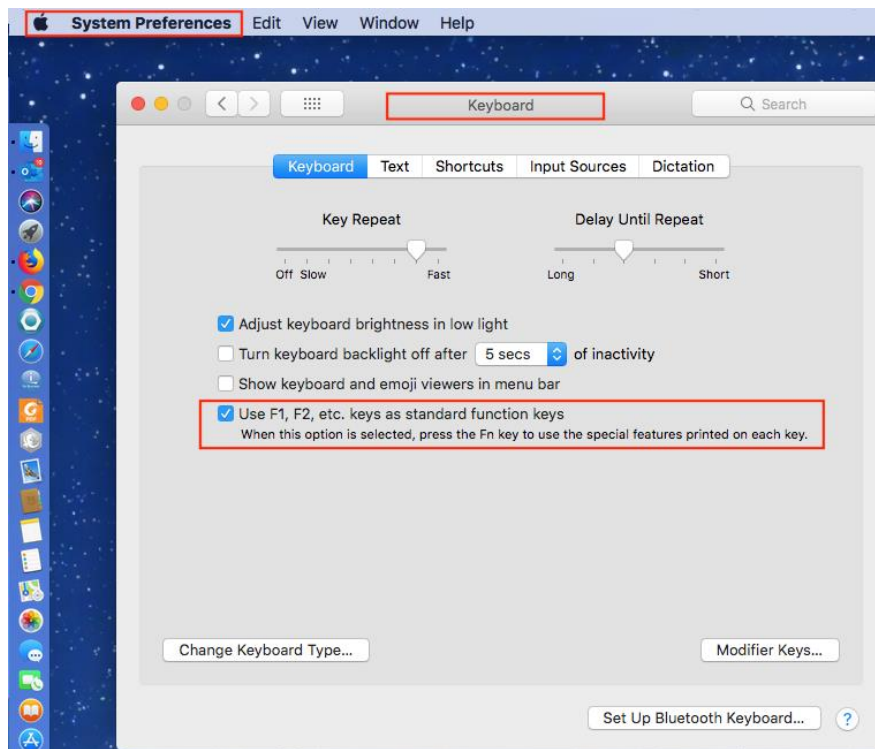 System Preferences Edit View Window Help
Keyboard
Search
Keyboard Text Shortcuts Input Sources Dictation
Key Repeat Delay Until Repeat
Off Slow Fast Long Short
Adjust keyboard brightness in low light
Turn keyboard backlight off after 5 secs of inactivity
Show keyboard and emoji viewers in menu bar
Use F1, F2, etc. keys as standard function keys
When this option is selected, press the Fn key to use the special features printed on each key.
Change Keyboard Type... Modifier Keys...
Set Up Bluetooth Keyboard... ?